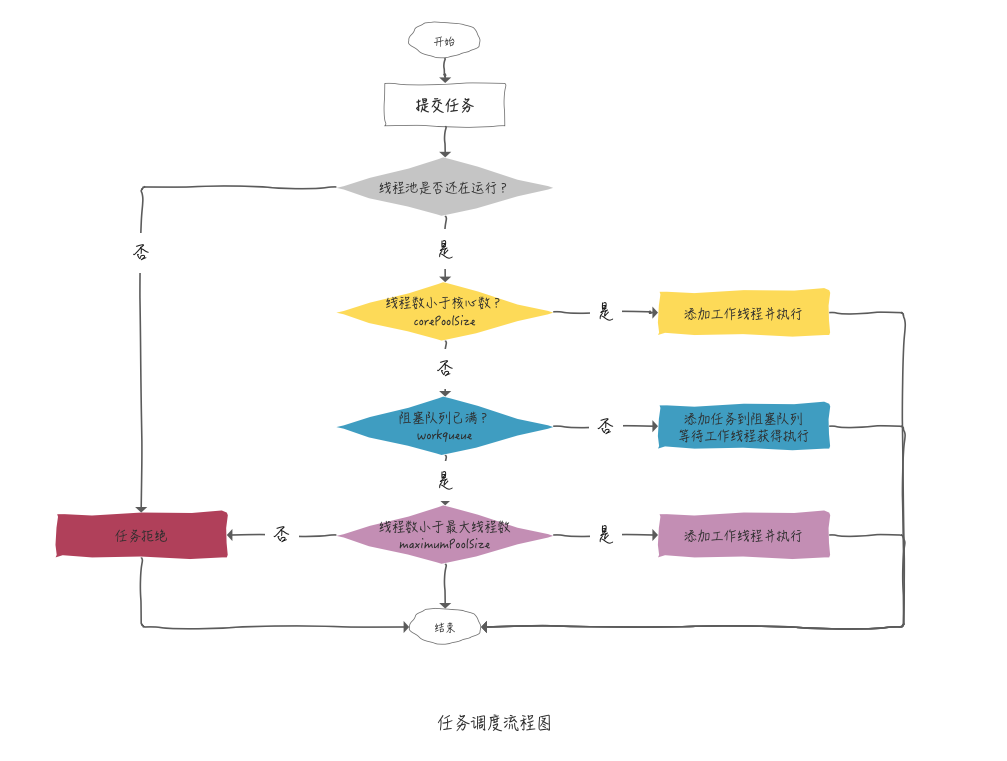 开始
提交任务
线程池是否还在运行？
否
是
线程数小于核心数？
corePoolSize
是
添加工作线程并执行
否
阻塞队列已满？
workqueue
否
添加任务到阻塞队列
等待工作线程获得执行
是
任务拒绝
否
线程数小于最大线程数
maximumPoolSize
是
添加工作线程并执行
结束
任务调度流程图